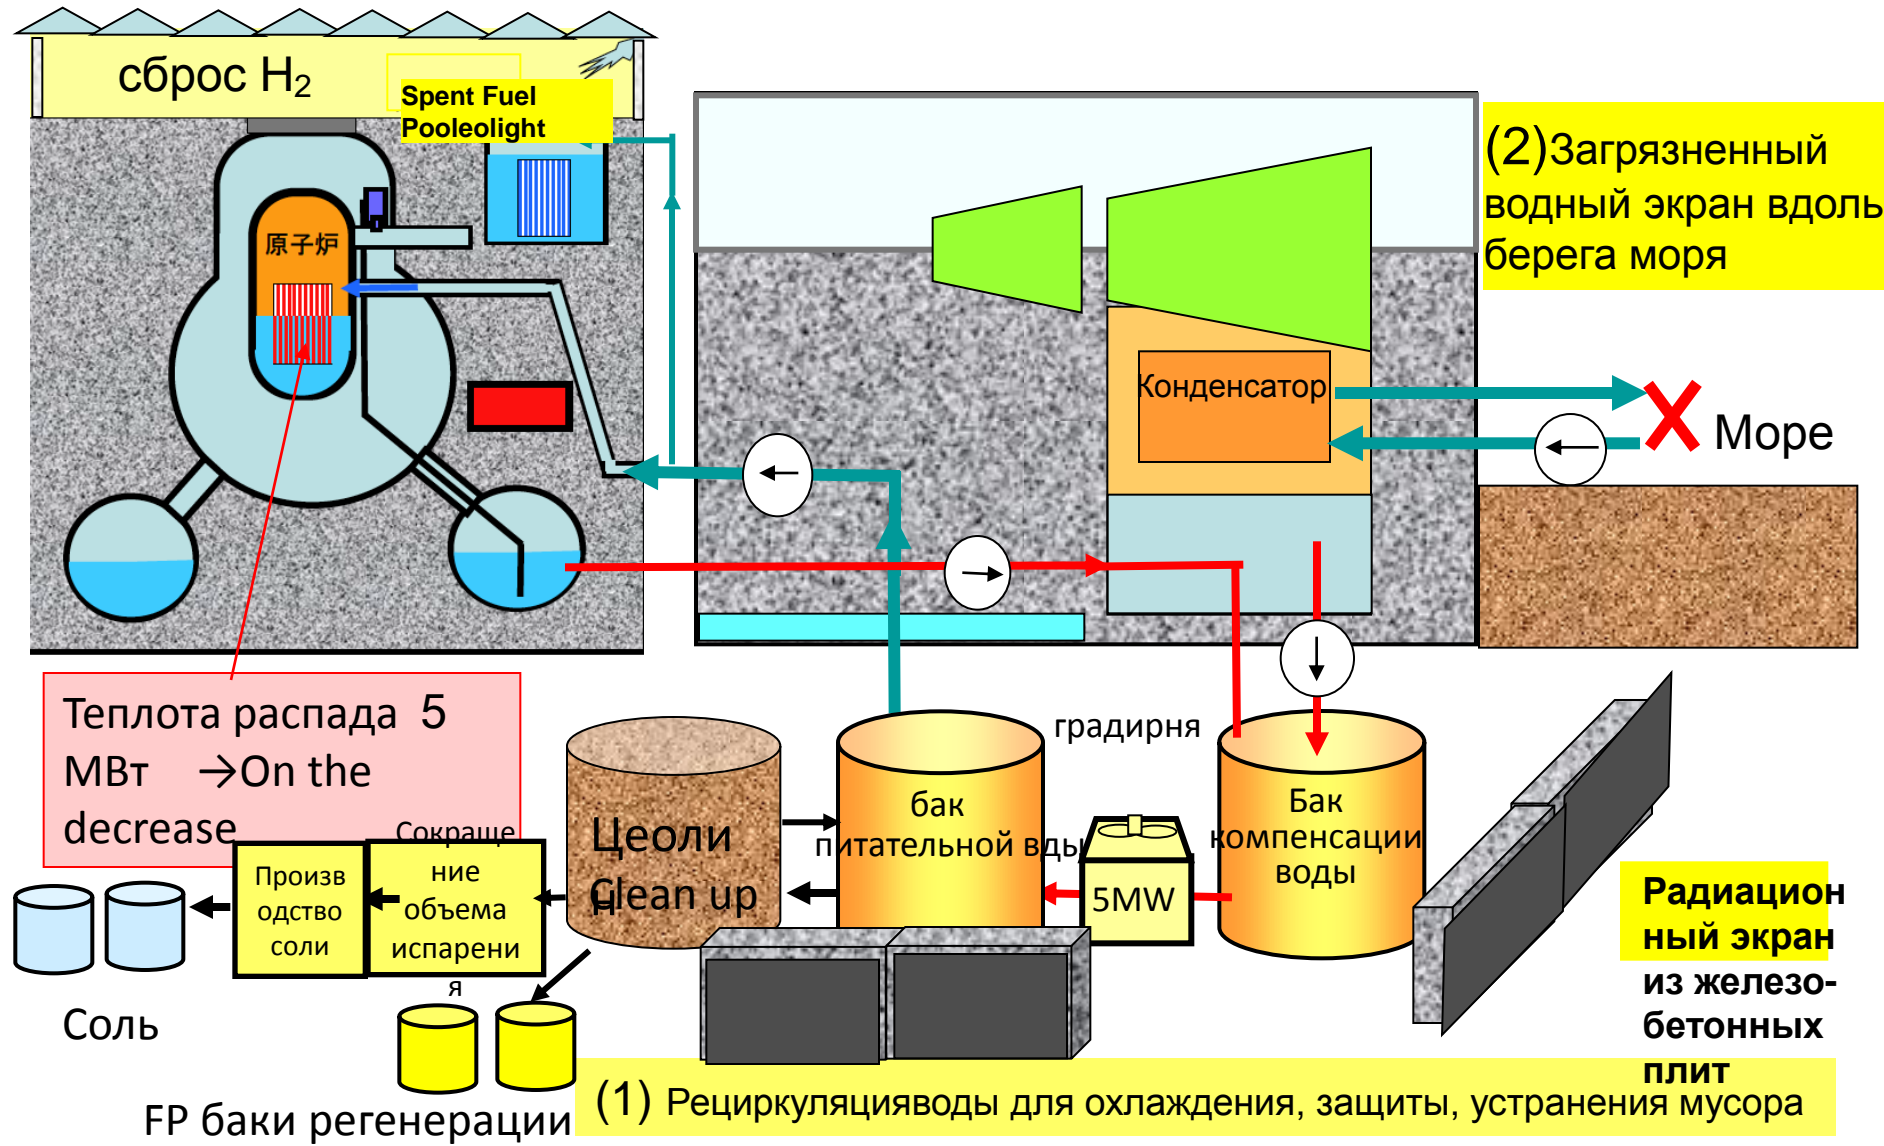 сброс H2
Spent Fuel
Pooleolight
(2)Загрязненный
водный экран вдоль
берега моря
原子炉
Конденсатор
Море
Теплота распада 5
МВт →On the
decrease
градирня
бак
питательной вды
Бак
компенсации
воды
5MW
Цеоли
н
Clean up
Сокраще
ние
объема
испарени
я
Произв
одство
соли
Соль
FP баки регенерации
Радиацион
ный экран
из железо-
бетонных
плит
(1) Рециркуляцияводы для охлаждения, защиты, устранения мусора